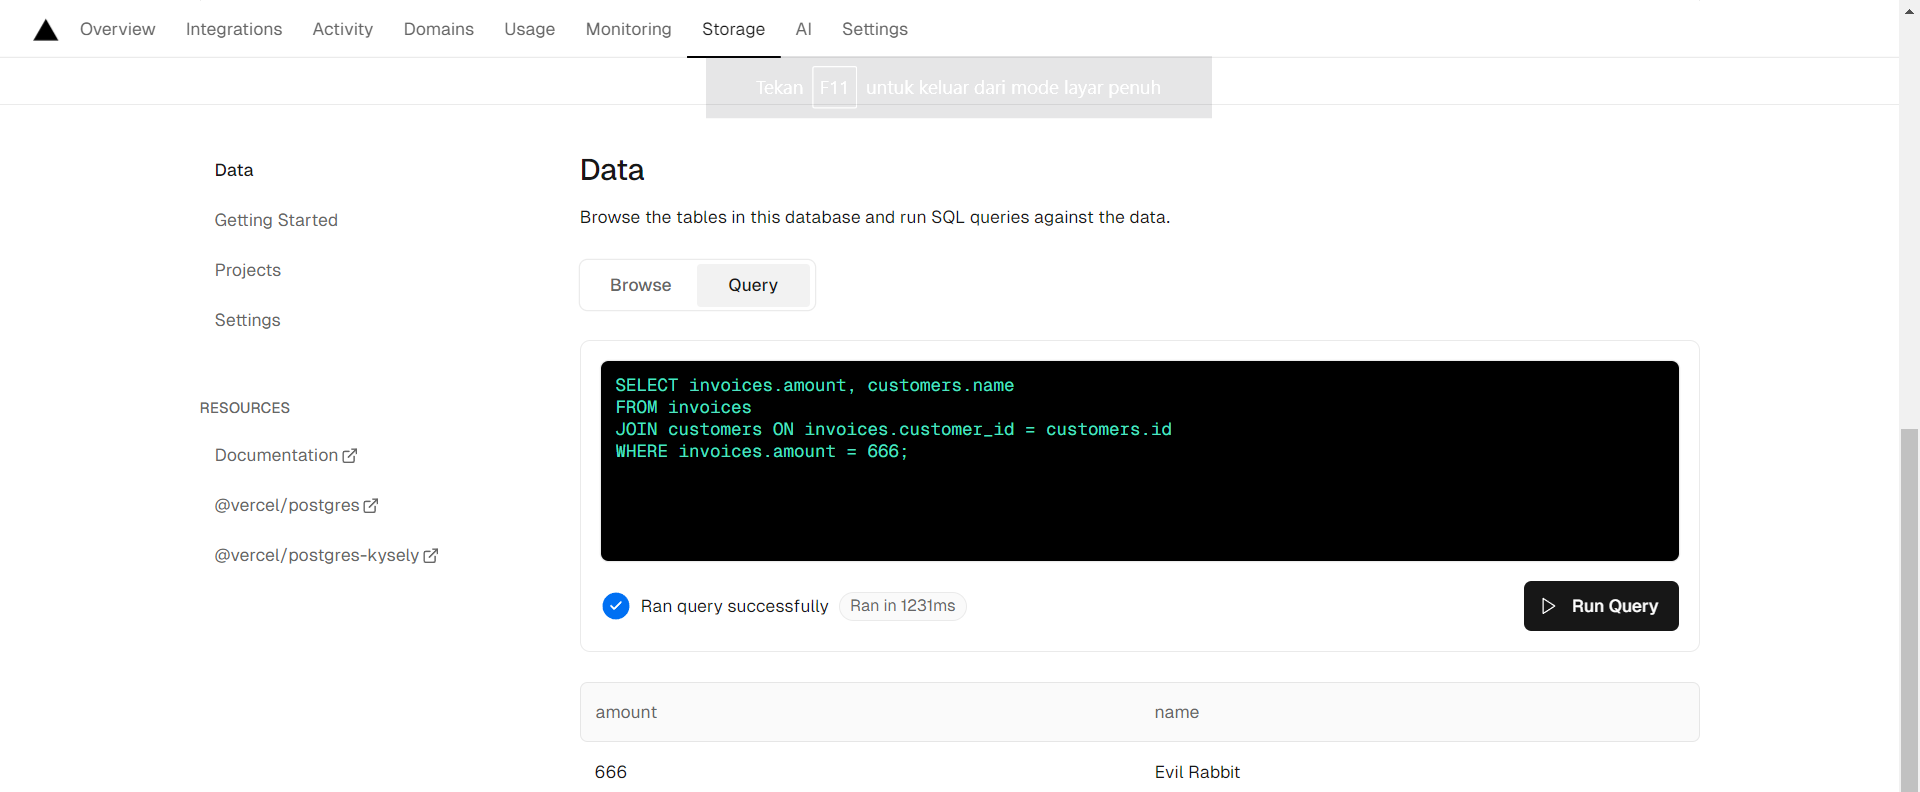 Overview Integrations Activity Domains Usage Monitoring Storage AI Settings
Tekan F11 untuk keluar dari mode layar penuh
Data
Getting Started
Projects
Settings
RESOURCES
Documentation
@vercel/postgres
@vercel/postgres-kysely
Data
Browse the tables in this database and run SQL queries against the data.
Browse Query
SELECT invoices.amount, customers.name
FROM invoices
JOIN customers ON invoices.customer_id = customers.id
WHERE invoices.amount = 666;
Ran query successfully Ran in 1231ms Run Query
amount name
666 Evil Rabbit